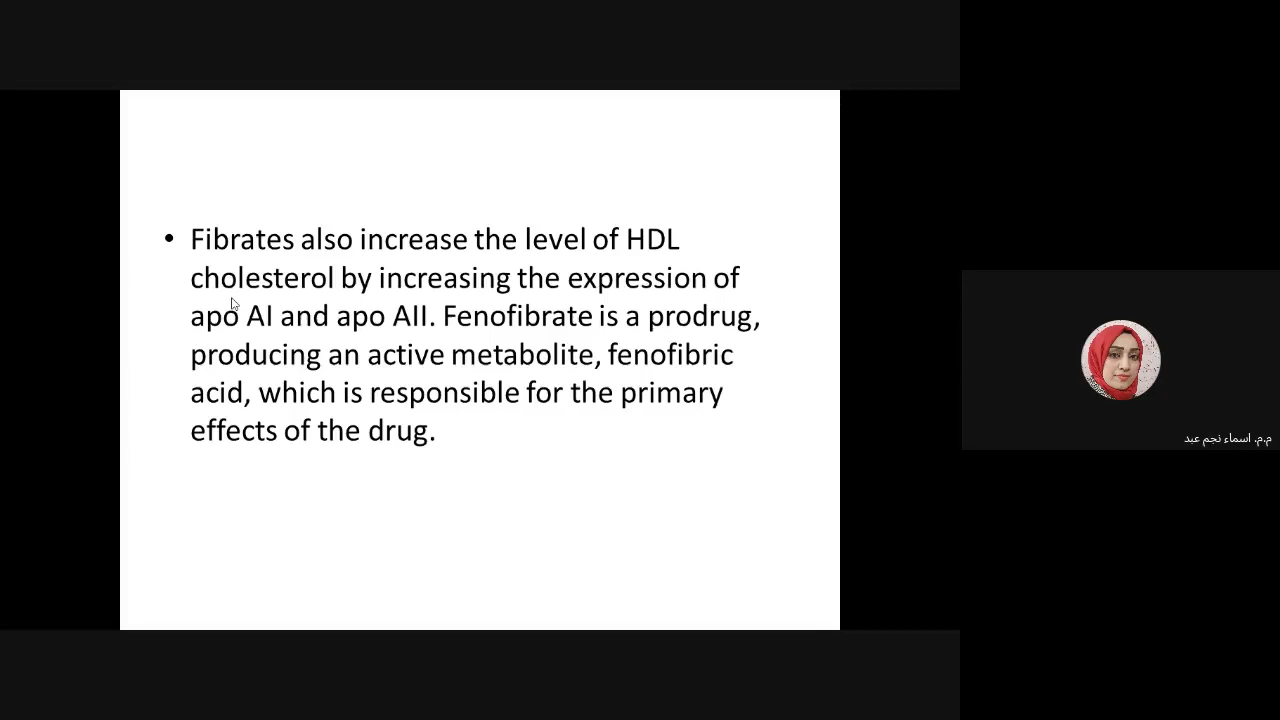 • Fibrates also increase the level of HDL
cholesterol by increasing the expression of
apo AI and apo AII. Fenofibrate is a prodrug,
producing an active metabolite, fenofibric
acid, which is responsible for the primary
effects of the drug.
م.م. اسماء نجم عبد